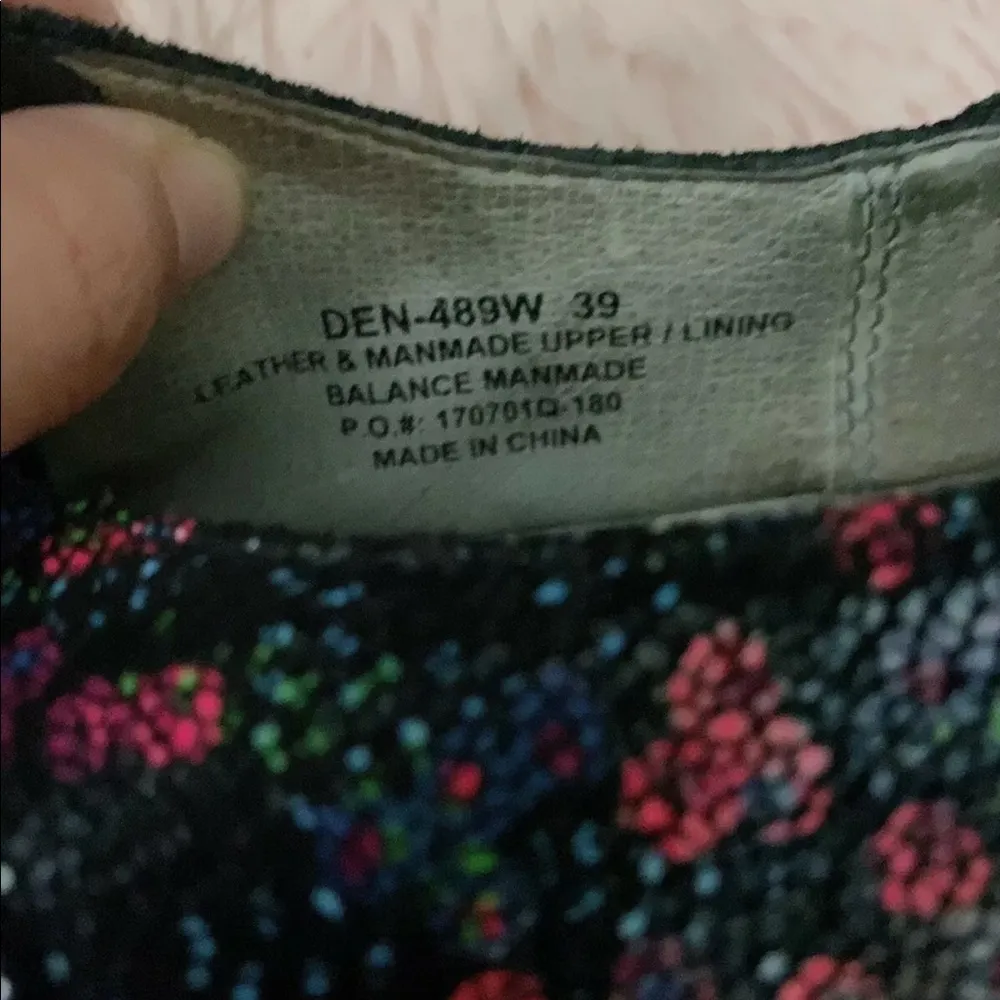 DEN-489W 39
LEATHER & MANMADE UPPER / LINING
BALANCE MANMADE
P.O.#: 170701Q-180
MADE IN CHINA